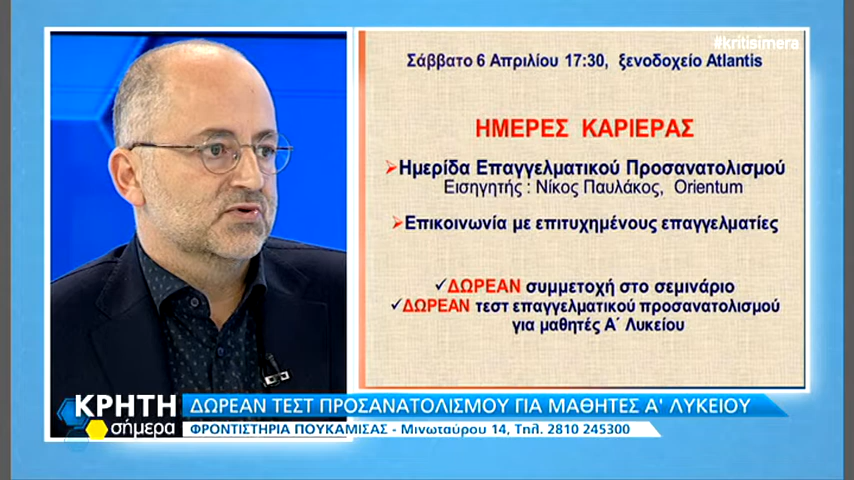 #kritisimera
Σάββατο 6 Απριλίου 17:30, ξενοδοχείο Atlantis
ΗΜΕΡΕΣ ΚΑΡΙΕΡΑΣ
Ημερίδα Επαγγελματικού Προσανατολισμού
Εισηγητής : Νίκος Παυλάκος, Orientum
Επικοινωνία με επιτυχημένους επαγγελματίες
✓ΔΩΡΕΑΝ συμμετοχή στο σεμινάριο
✓ΔΩΡΕΑΝ τεστ επαγγελματικού προσανατολισμού
για μαθητές Α΄ Λυκείου
ΚΡΗΤΗ
σήμερα
ΔΩΡΕΑΝ ΤΕΣΤ ΠΡΟΣΑΝΑΤΟΛΙΣΜΟΥ ΓΙΑ ΜΑΘΗΤΕΣ Α' ΛΥΚΕΙΟΥ
ΦΡΟΝΤΙΣΤΗΡΙΑ ΠΟΥΚΑΜΙΣΑΣ - Μινωταύρου 14, Τηλ. 2810 245300